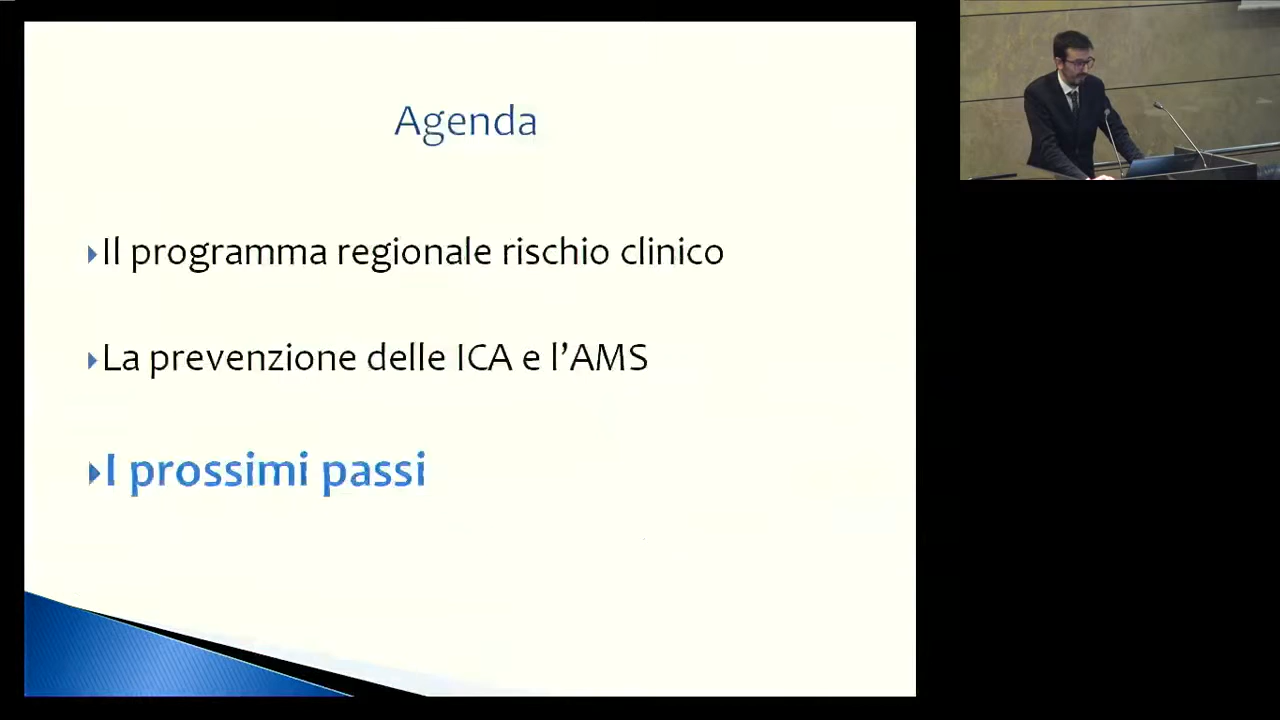 Agenda
Il programma regionale rischio clinico
La prevenzione delle ICA e l’AMS
I prossimi passi